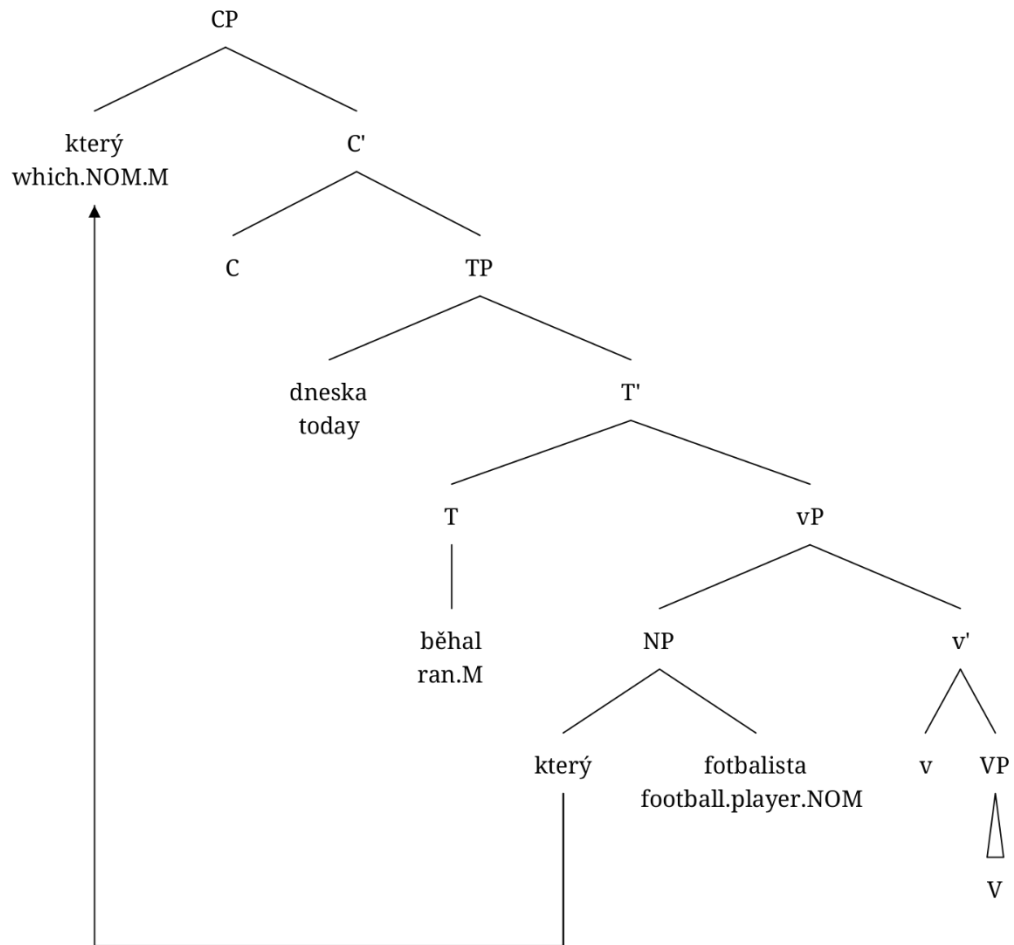 CP
který
which.NOM.M
C'
C
TP
dneska
today
T'
T
vP
běhal
ran.M
NP
v'
který
fotbalista
football.player.NOM
v
VP
V